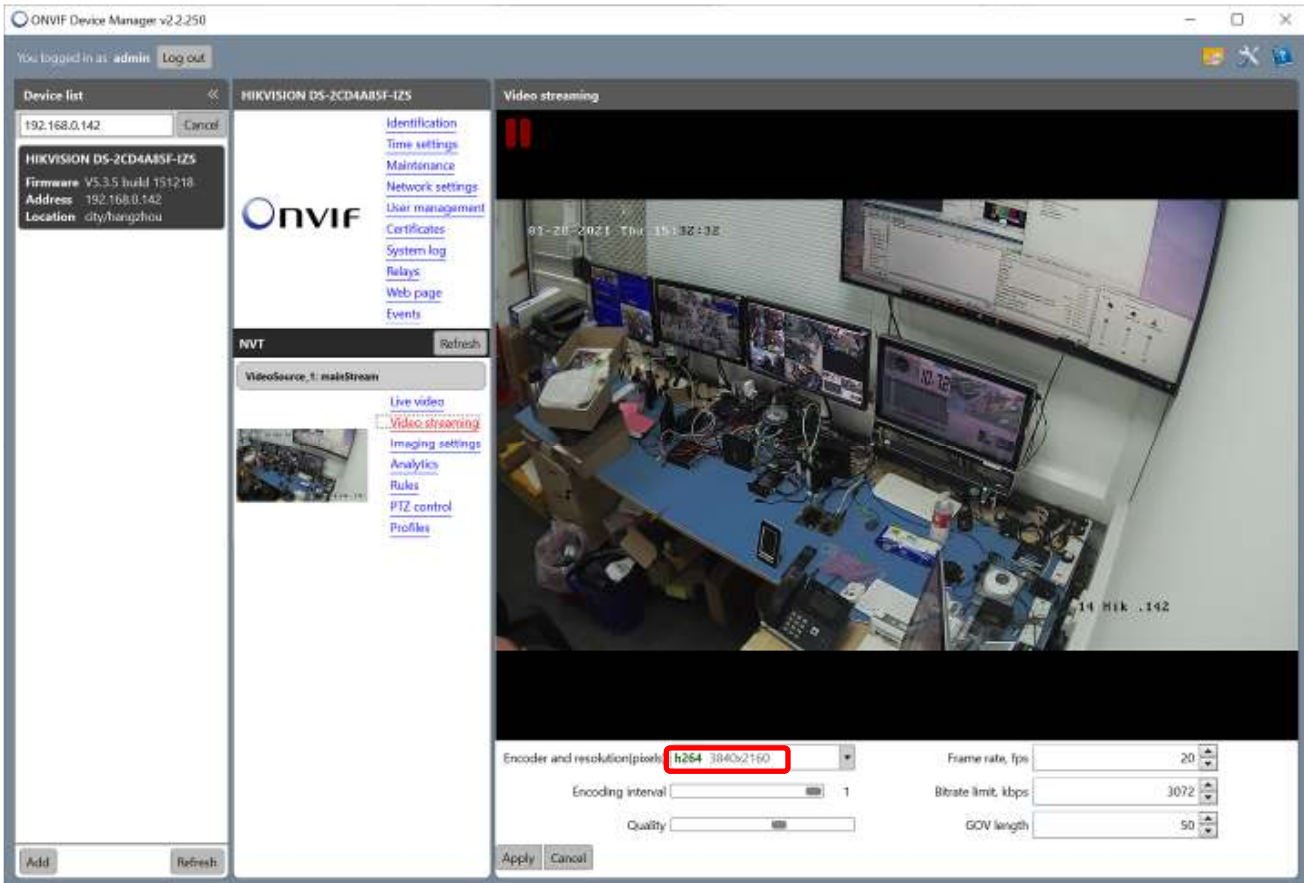 ONVIF Device Manager v2.2.250
You logged in as: admin Log out
Device list «
192.168.0.142 Cancel
HIKVISION DS-2CD4A85F-IZS
Firmware V5.3.5 build 151218
Address 192.168.0.142
Location city/hangzhou
Add Refresh
HIKVISION DS-2CD4A85F-IZS
ONVIF
Identification
Time settings
Maintenance
Network settings
User management
Certificates
System log
Relays
Web page
Events
NVT Refresh
VideoSource_1: mainStream
Live video
Video streaming
Imaging settings
Analytics
Rules
PTZ control
Profiles
Video streaming
01-28-2021 Thu 15:32:32
14 Hik .142
Encoder and resolution(pixels) h264 3840x2160
Encoding interval 1
Quality
Frame rate, fps 20
Bitrate limit, kbps 3072
GOV length 50
Apply Cancel